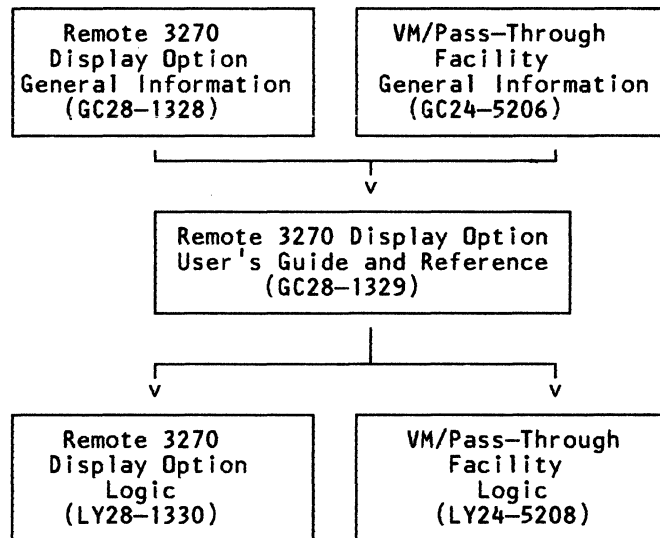 Remote 3270
Display Option
General Information
(GC28-1328)
VM/Pass-Through
Facility
General Information
(GC24-5206)
Remote 3270 Display Option
User's Guide and Reference
(GC28-1329)
Remote 3270
Display Option
Logic
(LY28-1330)
VM/Pass-Through
Facility
Logic
(LY24-5208)